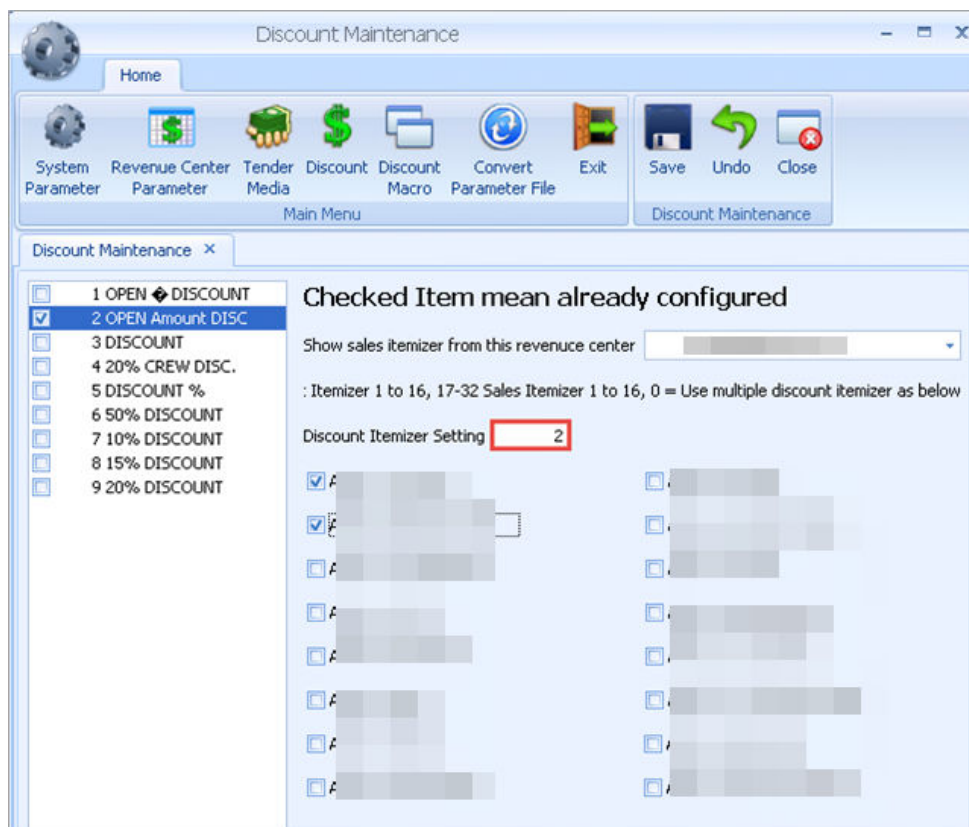 Discount Maintenance
Home
System Parameter
Revenue Center Parameter
Tender Media
Discount
Discount Macro
Convert Parameter File
Exit
Save
Undo
Close
Main Menu
Discount Maintenance
Discount Maintenance
1 OPEN � DISCOUNT
2 OPEN Amount DISC
3 DISCOUNT
4 20% CREW DISC.
5 DISCOUNT %
6 50% DISCOUNT
7 10% DISCOUNT
8 15% DISCOUNT
9 20% DISCOUNT
Checked Item mean already configured
Show sales itemizer from this revenuce center
: Itemizer 1 to 16, 17-32 Sales Itemizer 1 to 16, 0 = Use multiple discount itemizer as below
Discount Itemizer Setting 2